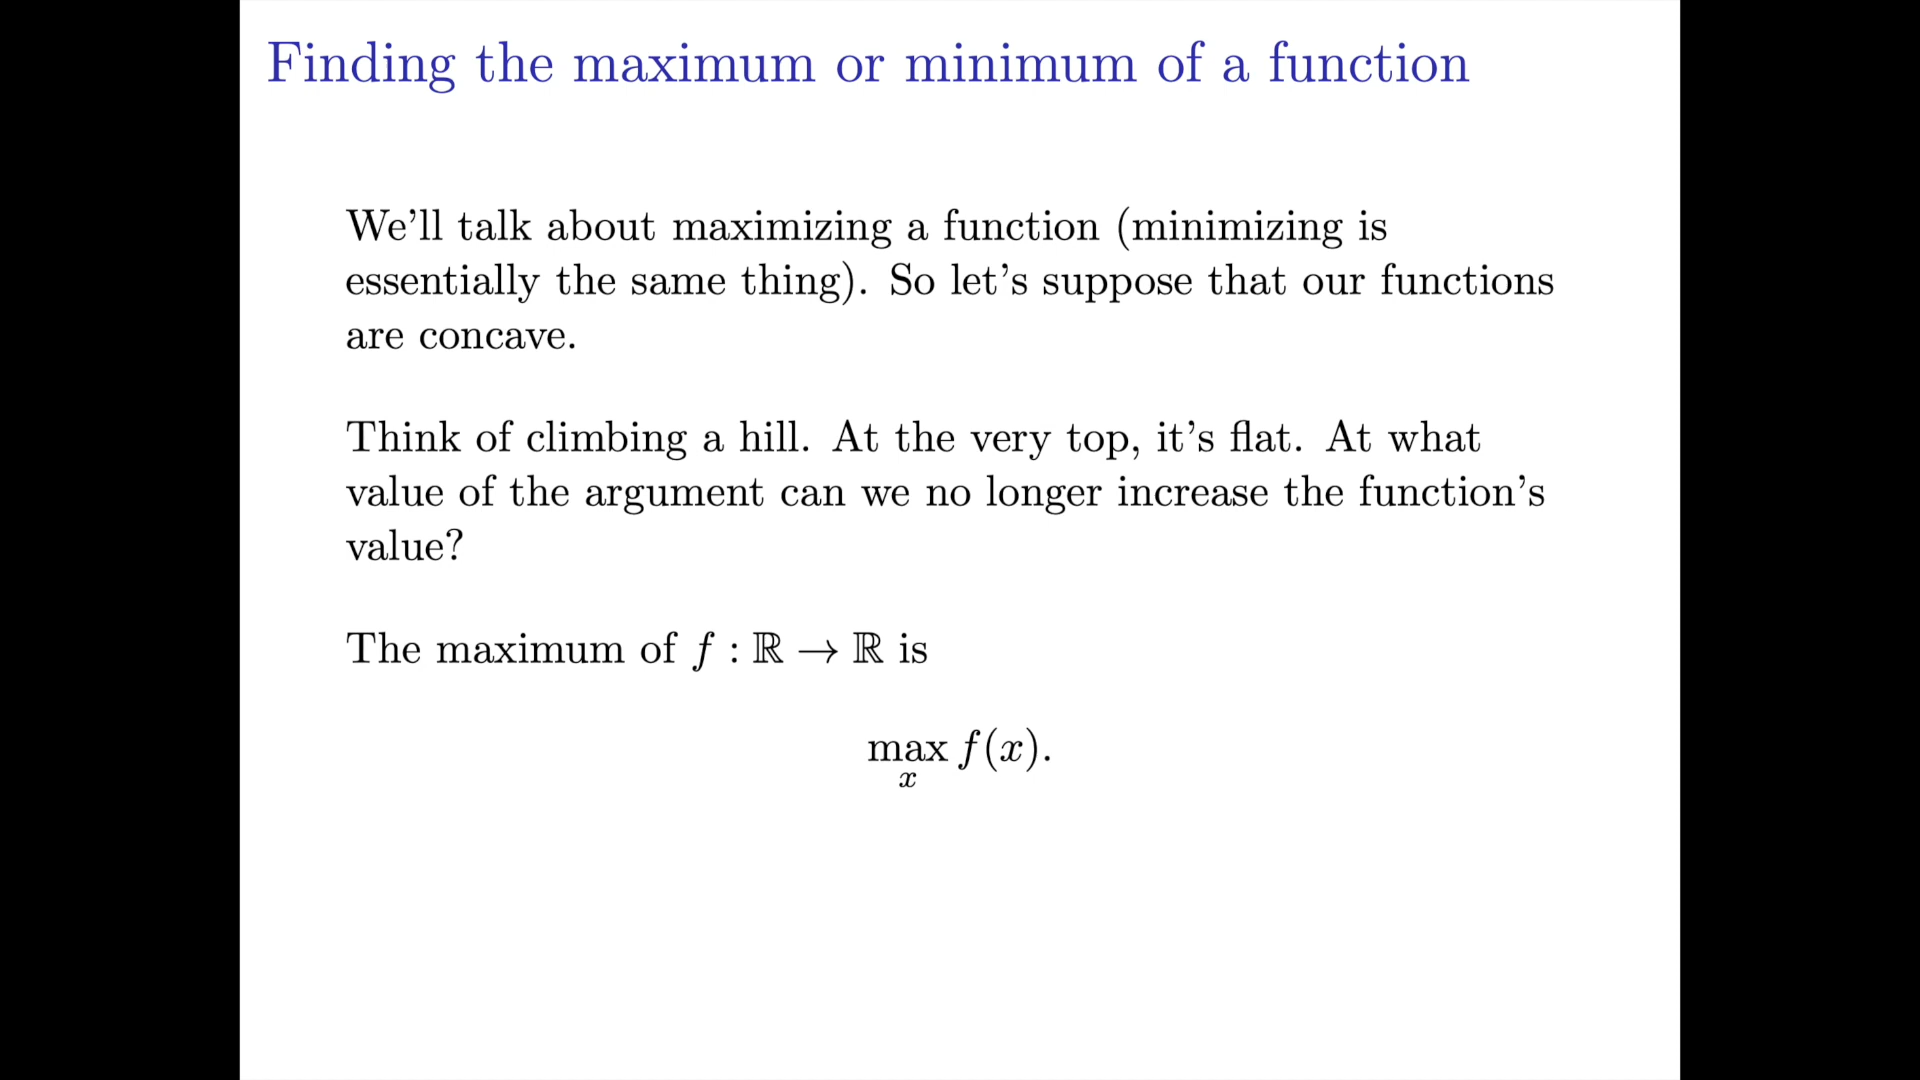 Finding the maximum or minimum of a function
We'll talk about maximizing a function (minimizing is
essentially the same thing). So let's suppose that our functions
are concave.
Think of climbing a hill. At the very top, it's flat. At what
value of the argument can we no longer increase the function's
value?
The maximum of f : ℝ → ℝ is
max f(x).
x